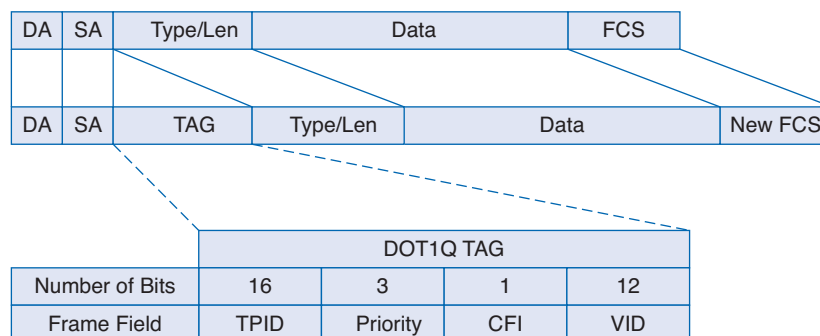 DA SA Type/Len Data FCS
DA SA TAG Type/Len Data New FCS
DOT1Q TAG
Number of Bits 16 3 1 12
Frame Field TPID Priority CFI VID